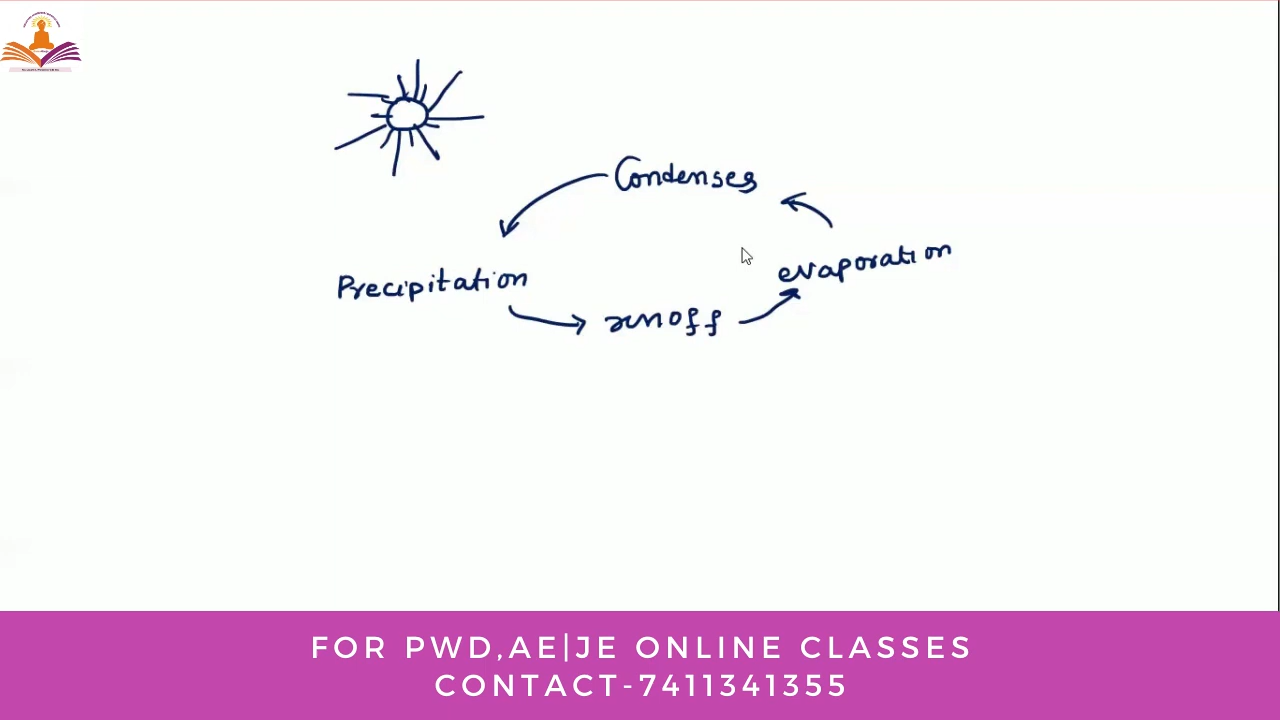 Condenses
evaporation
Precipitation
runoff
FOR PWD,AE|JE ONLINE CLASSES
CONTACT-7411341355